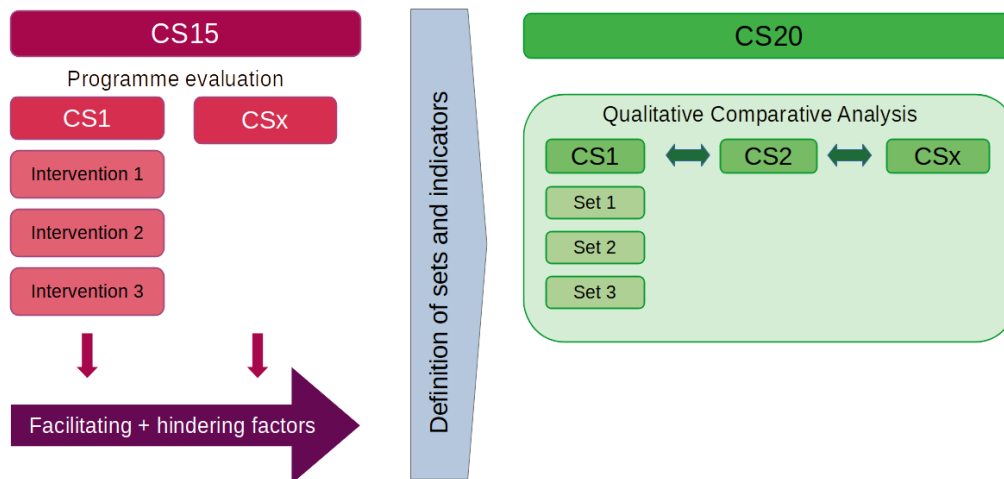 CS15
Programme evaluation
CS1
CSx
Intervention 1
Intervention 2
Intervention 3
Facilitating + hindering factors
Definition of sets and indicators
CS20
Qualitative Comparative Analysis
CS1
CS2
CSx
Set 1
Set 2
Set 3